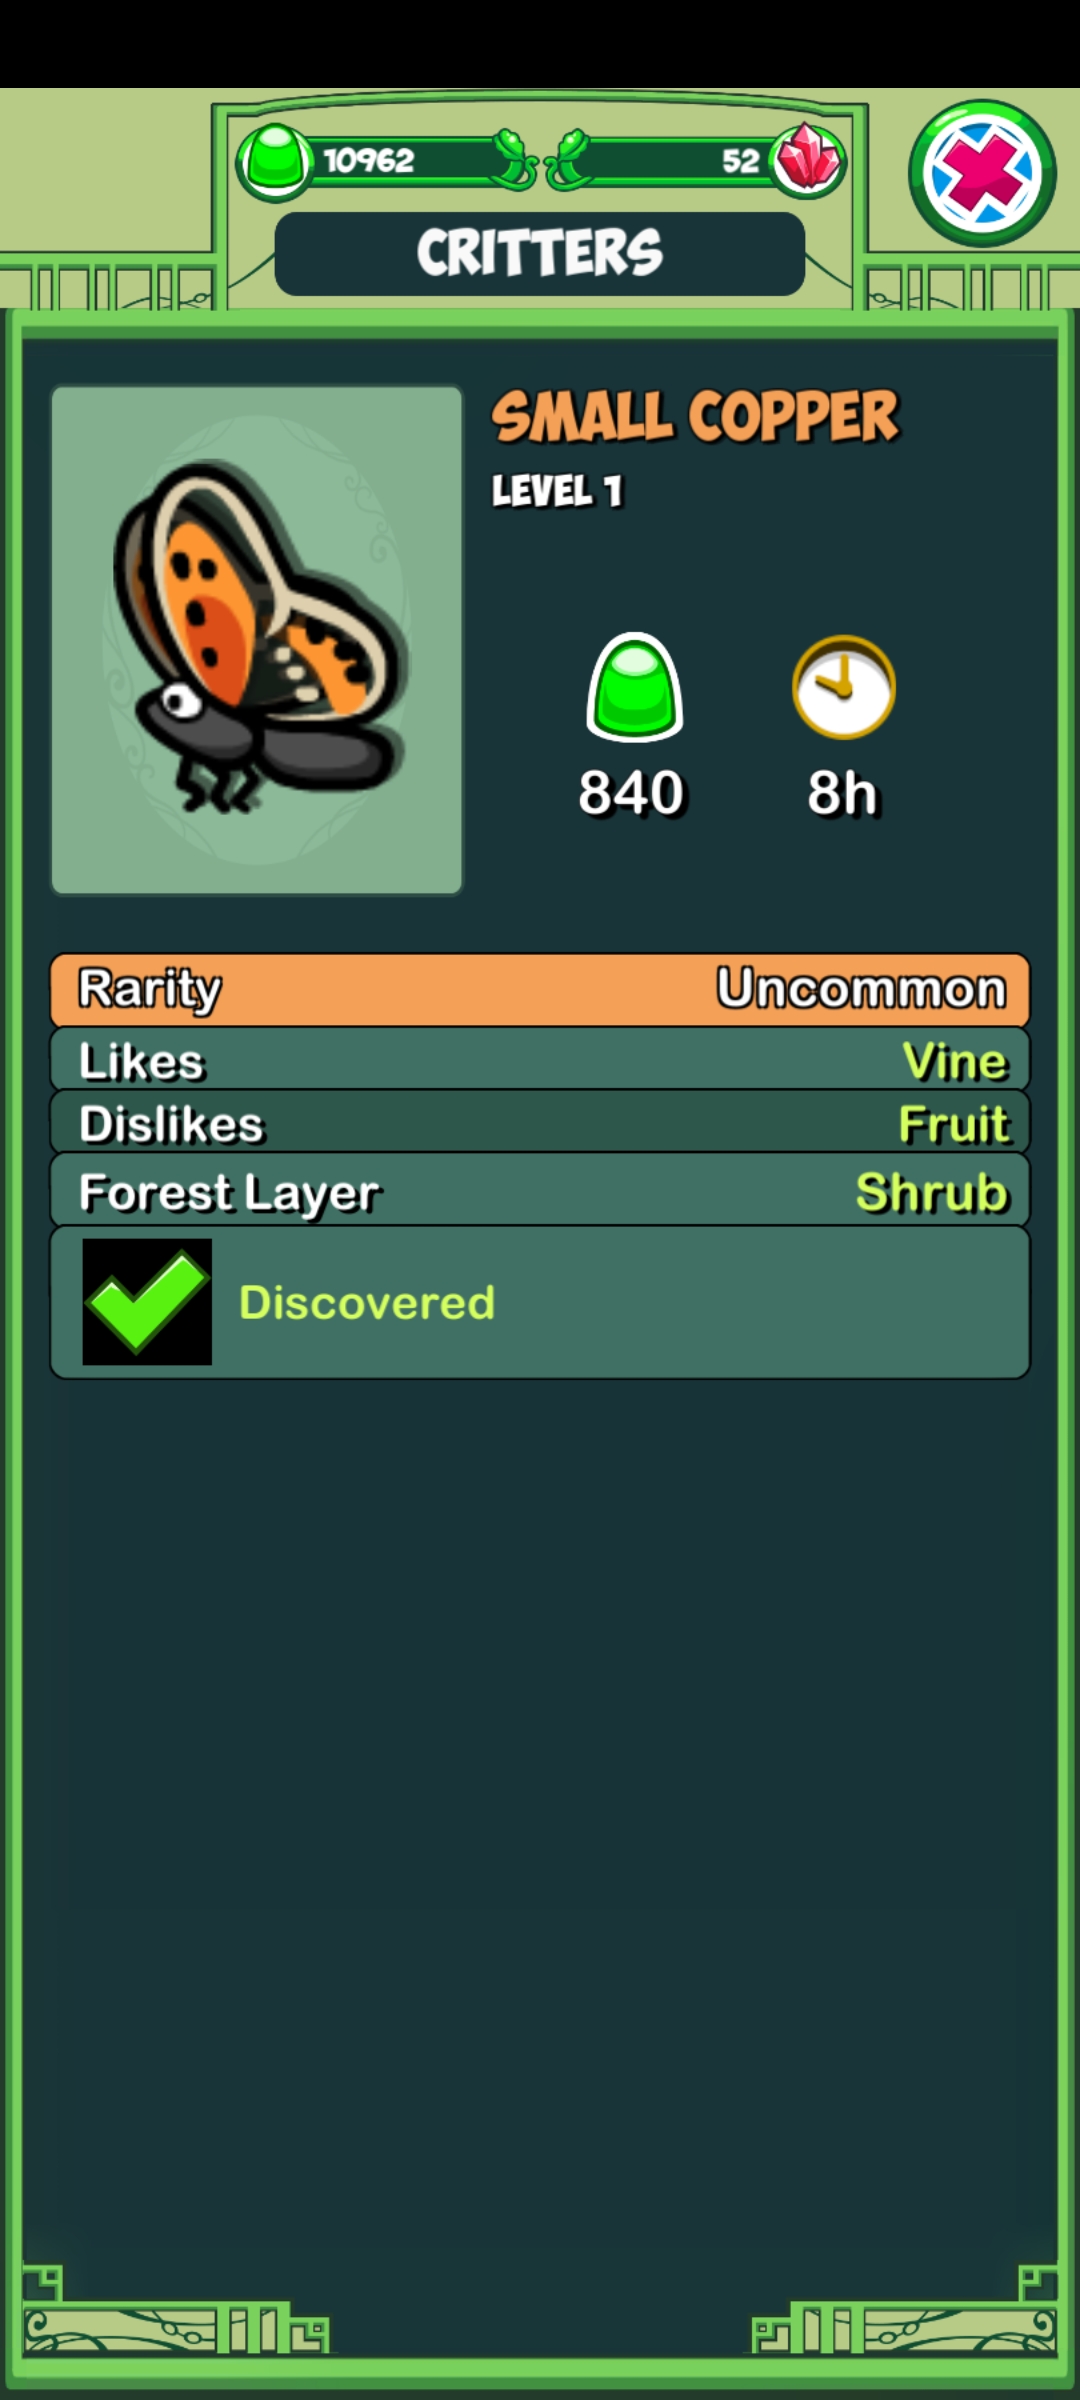 10962
52
CRITTERS
SMALL COPPER
LEVEL 1
840
8h
Rarity Uncommon
Likes Vine
Dislikes Fruit
Forest Layer Shrub
Discovered